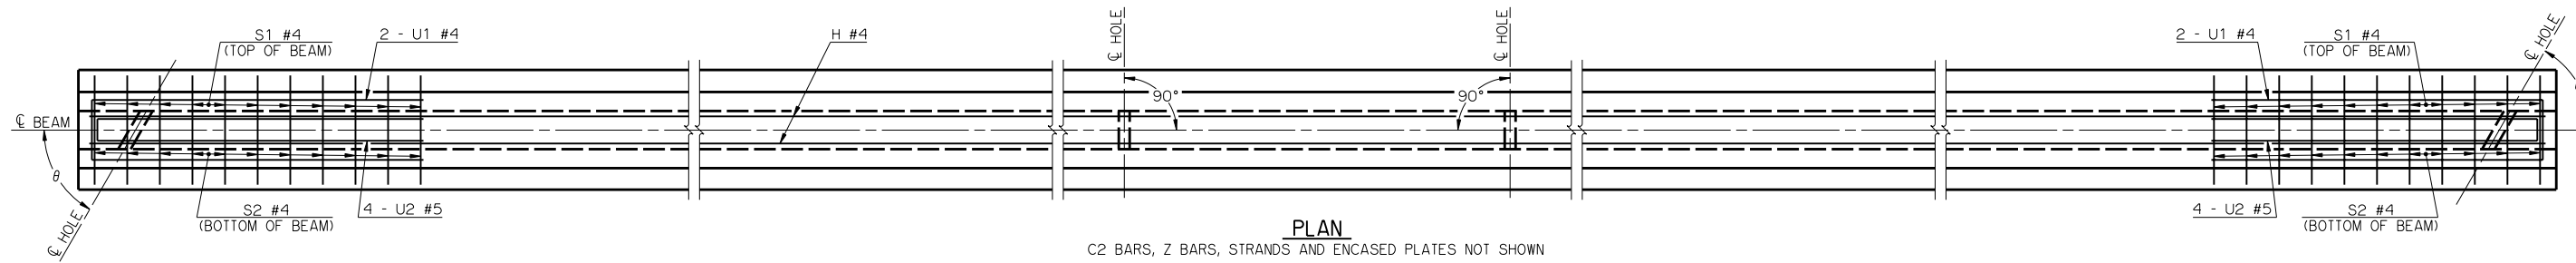 S1 #4
(TOP OF BEAM)
2 - U1 #4
H #4
℄ HOLE
℄ HOLE
2 - U1 #4
S1 #4
(TOP OF BEAM)
℄ HOLE
90°
90°
℄ BEAM
θ
S2 #4
(BOTTOM OF BEAM)
4 - U2 #5
℄ HOLE
4 - U2 #5
S2 #4
(BOTTOM OF BEAM)
PLAN
C2 BARS, Z BARS, STRANDS AND ENCASED PLATES NOT SHOWN